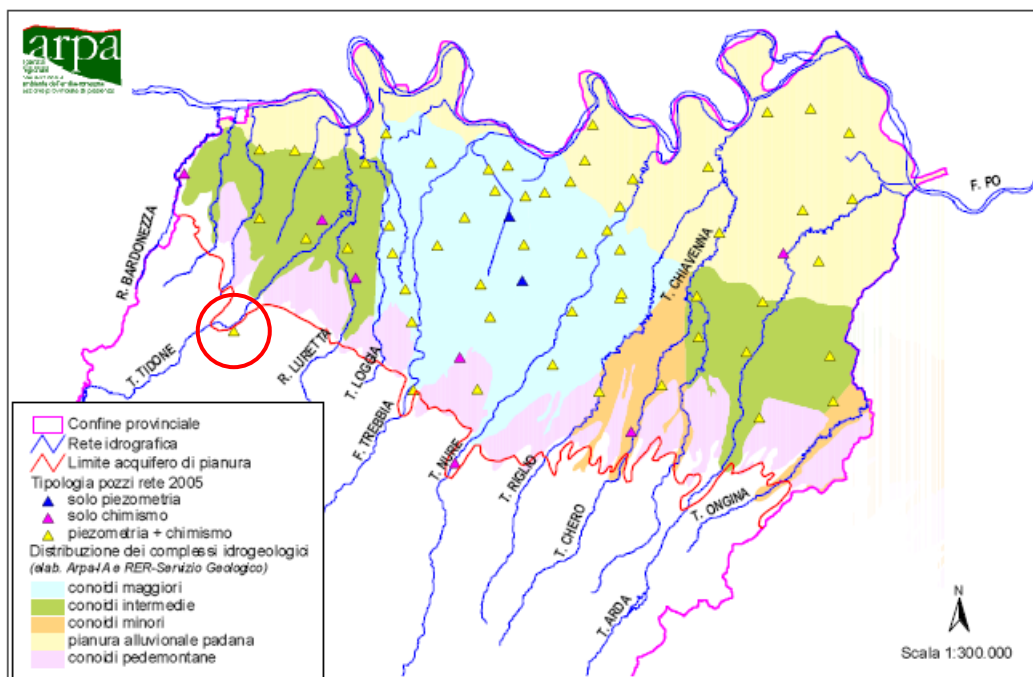 arpa
R. BARDONEZZA
T. TIDONE
R. LURETTA
T. LOGGIA
F. TREBBIA
T. NURE
T. RIGLIO
T. CHERO
T. ARDA
T. ONGINA
T. CHIAVENNA
F. PO
Confine provinciale
Rete idrografica
Limite acquifero di pianura
Tipologia pozzi rete 2005
solo piezometria
solo chimismo
piezometria + chimismo
Distribuzione dei complessi idrogeologici
(elab. Arpa-IA e RER-Servizio Geologico)
conoidi maggiori
conoidi intermedie
conoidi minori
pianura alluvionale padana
conoidi pedemontane
N
Scala 1:300.000